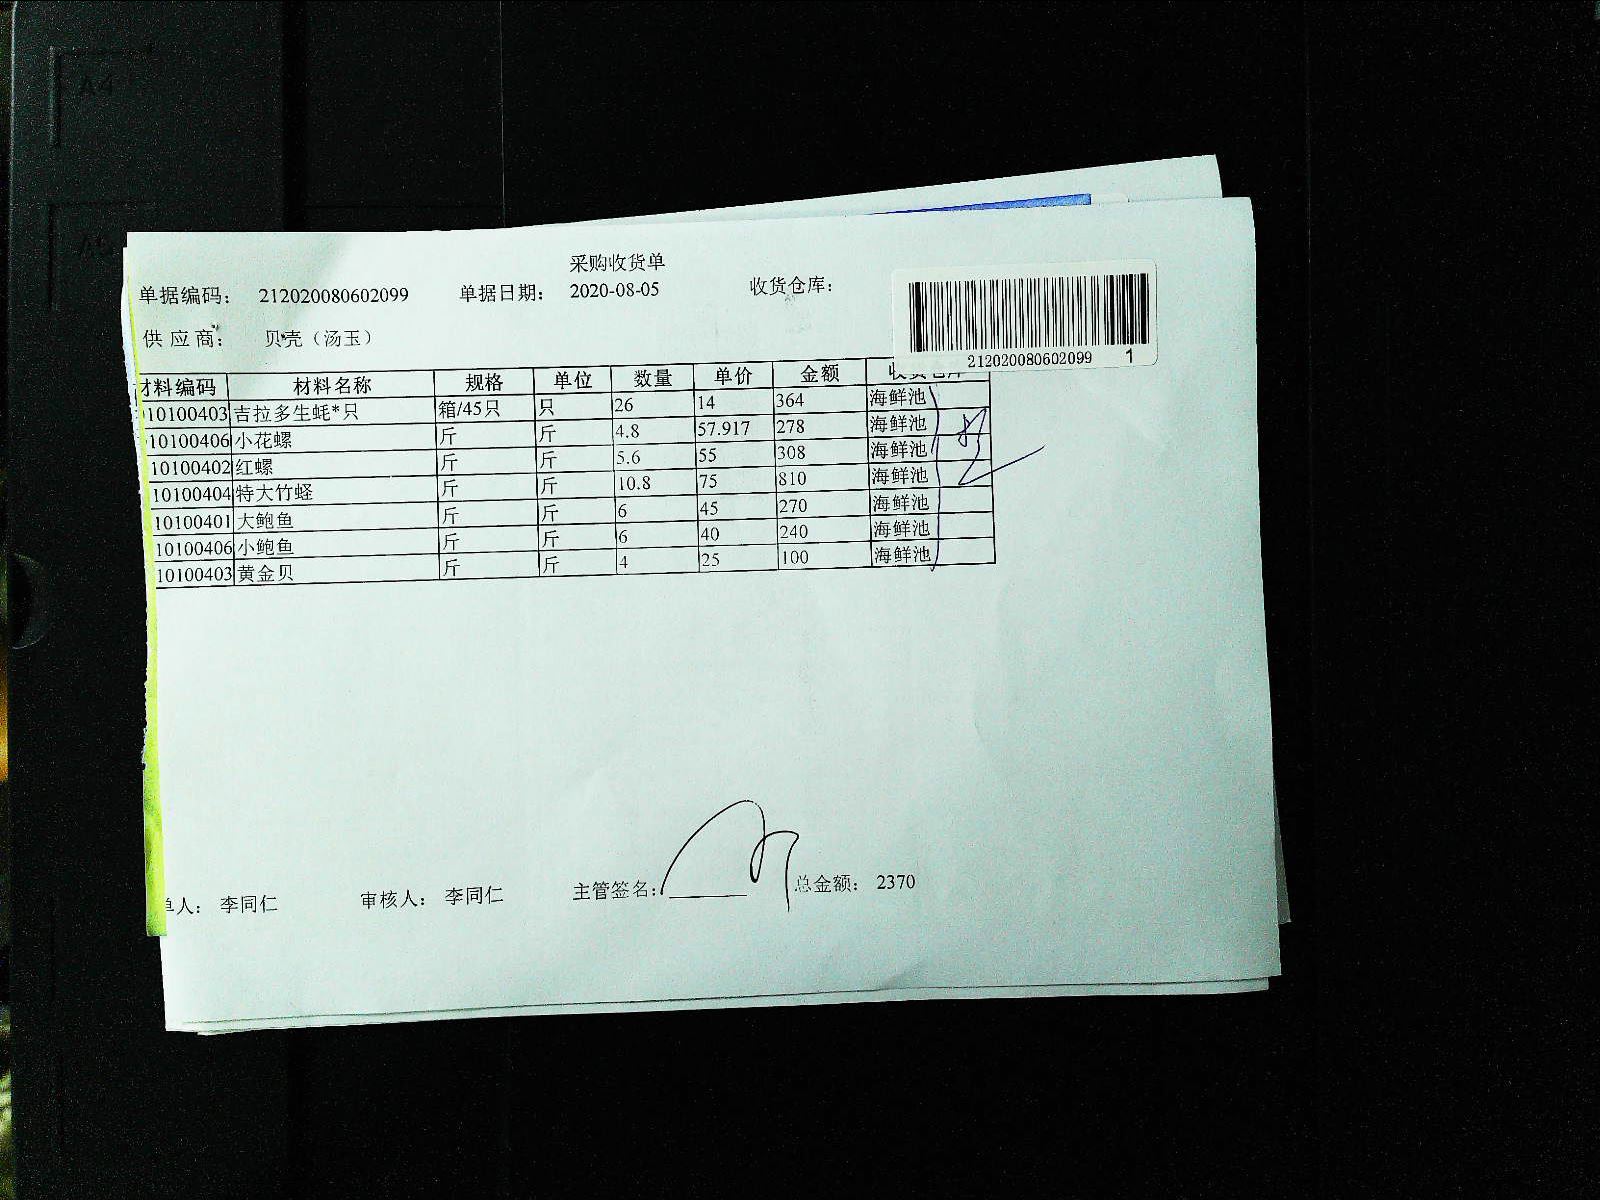 采购收货单
单据编码： 212020080602099 单据日期： 2020-08-05 收货仓库：
212020080602099 1
供应商： 贝壳（汤玉）
材料编码 材料名称 规格 单位 数量 单价 金额
10100403 吉拉多生蚝*只 箱/45只 只 26 14 364 海鲜池
10100406 小花螺 斤 斤 4.8 57.917 278 海鲜池
10100402 红螺 斤 斤 5.6 55 308 海鲜池
10100404 特大竹蛏 斤 斤 10.8 75 810 海鲜池
10100401 大鲍鱼 斤 斤 6 45 270 海鲜池
10100406 小鲍鱼 斤 斤 6 40 240 海鲜池
10100403 黄金贝 斤 斤 4 25 100 海鲜池
单人： 李同仁 审核人： 李同仁 主管签名： 总金额： 2370
A4